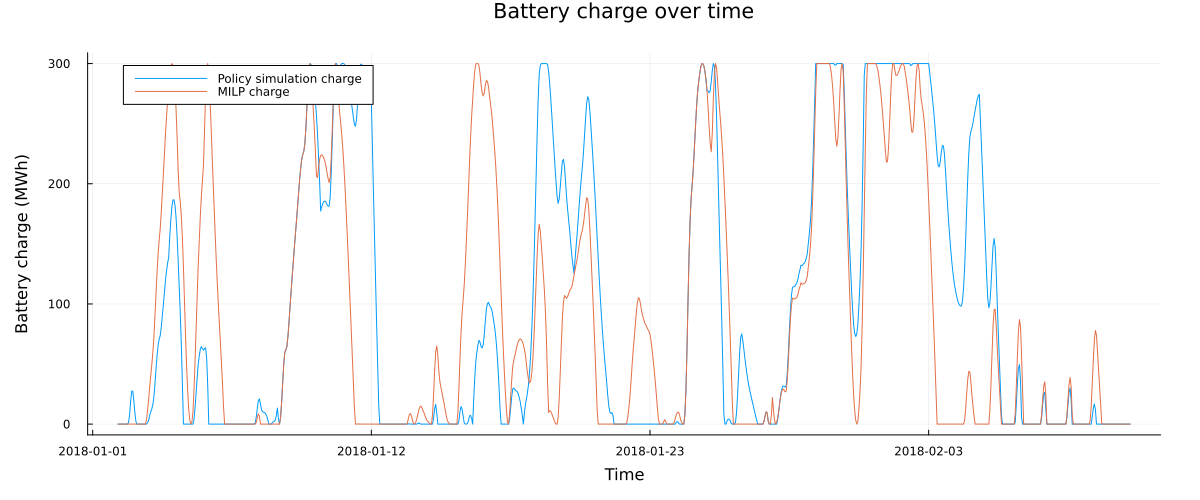 Battery charge over time
Policy simulation charge
MILP charge
Battery charge (MWh)
300
200
100
0
2018-01-01
2018-01-12
2018-01-23
2018-02-03
Time